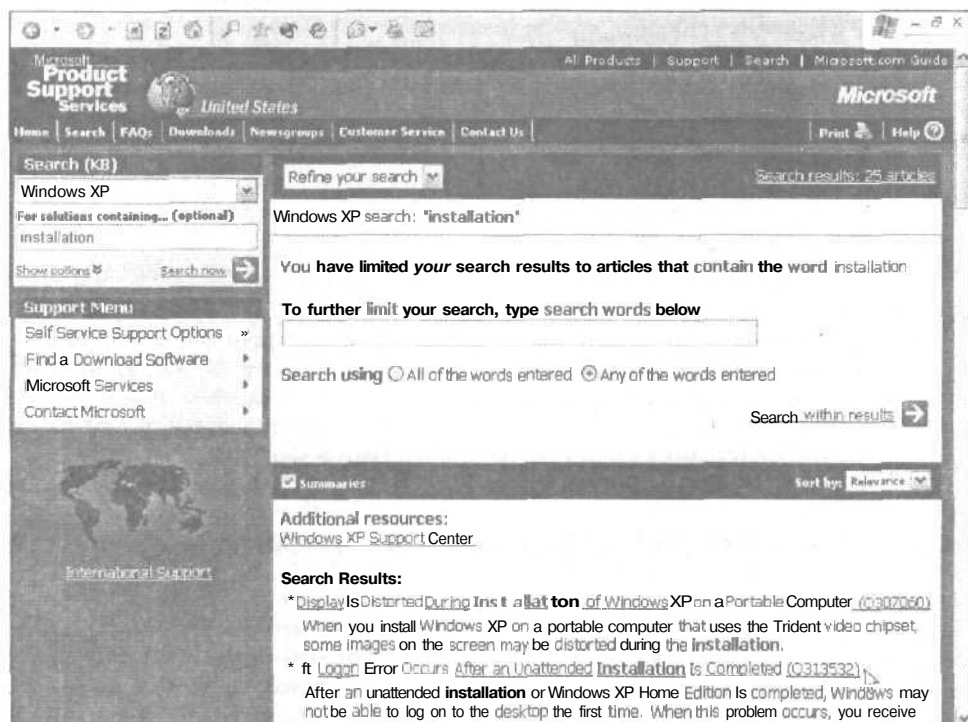 Microsoft
Product
Support
Services
United States
All Products | Support | Search | Microsoft.com Guide
Microsoft
Home | Search | FAQs | Downloads | Newsgroups | Customer Service | Contact Us |
Print | Help
Search (KB)
Windows XP
For solutions containing... (optional)
installation
Show options
Search now
Support Menu
Self Service Support Options »
Find a Download Software
Microsoft Services
Contact Microsoft
International Support
Refine your search
Search results: 25 articles
Windows XP search: "installation"
You have limited your search results to articles that contain the word installation
To further limit your search, type search words below
Search using All of the words entered Any of the words entered
Search within results
Summaries
Sort by: Relevance
Additional resources:
Windows XP Support Center
Search Results:
* Display Is Distorted During Inst allat ton of Windows XP on a Portable Computer (Q307060)
When you install Windows XP on a portable computer that uses the Trident video chipset,
some images on the screen may be distorted during the installation.
* ft Logon Error Occurs After an Unattended Installation Is Completed (Q313532)
After an unattended installation or Windows XP Home Edition Is completed, Windows may
not be able to log on to the desktop the first time. When this problem occurs, you receive